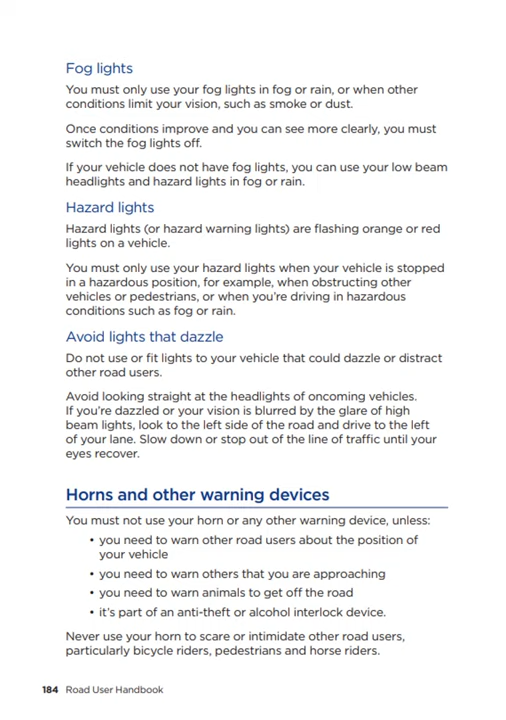 Fog lights
You must only use your fog lights in fog or rain, or when other
conditions limit your vision, such as smoke or dust.
Once conditions improve and you can see more clearly, you must
switch the fog lights off.
If your vehicle does not have fog lights, you can use your low beam
headlights and hazard lights in fog or rain.
Hazard lights
Hazard lights (or hazard warning lights) are flashing orange or red
lights on a vehicle.
You must only use your hazard lights when your vehicle is stopped
in a hazardous position, for example, when obstructing other
vehicles or pedestrians, or when you’re driving in hazardous
conditions such as fog or rain.
Avoid lights that dazzle
Do not use or fit lights to your vehicle that could dazzle or distract
other road users.
Avoid looking straight at the headlights of oncoming vehicles.
If you’re dazzled or your vision is blurred by the glare of high
beam lights, look to the left side of the road and drive to the left
of your lane. Slow down or stop out of the line of traffic until your
eyes recover.
Horns and other warning devices
You must not use your horn or any other warning device, unless:
• you need to warn other road users about the position of
your vehicle
• you need to warn others that you are approaching
• you need to warn animals to get off the road
• it’s part of an anti-theft or alcohol interlock device.
Never use your horn to scare or intimidate other road users,
particularly bicycle riders, pedestrians and horse riders.
184 Road User Handbook